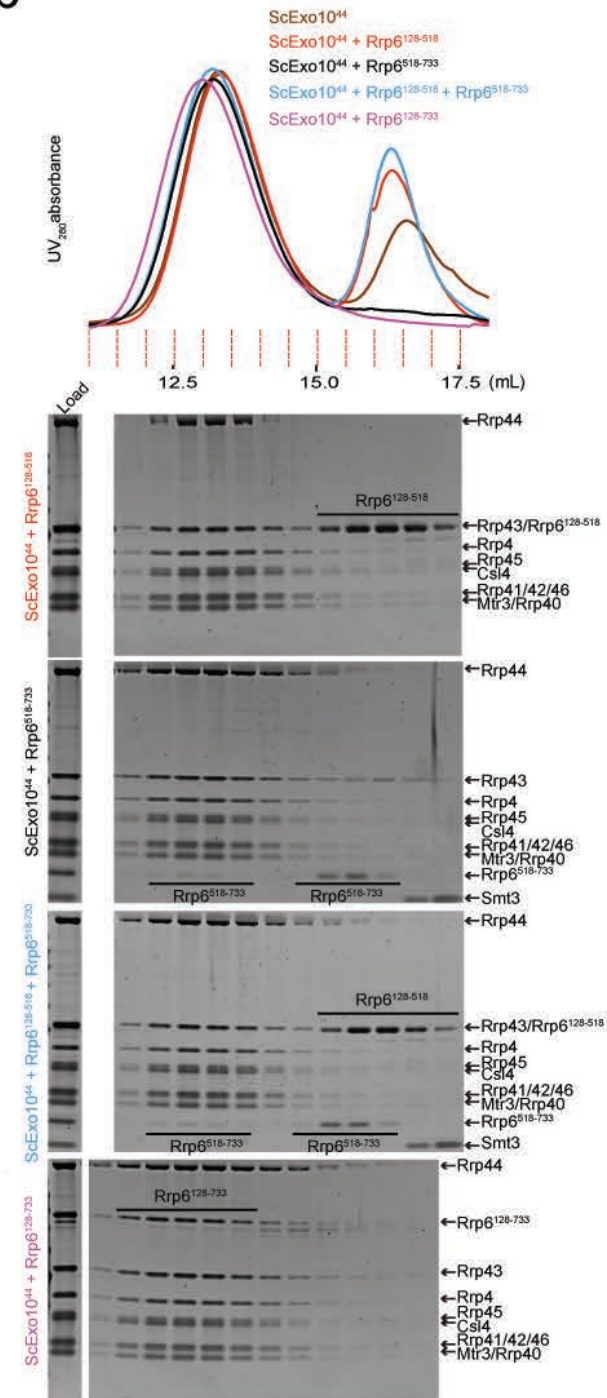 ScExo10⁴⁴
ScExo10⁴⁴ + Rrp6¹²⁸⁻⁵¹⁸
ScExo10⁴⁴ + Rrp6⁵¹⁸⁻⁷³³
ScExo10⁴⁴ + Rrp6¹²⁸⁻⁵¹⁸ + Rrp6⁵¹⁸⁻⁷³³
ScExo10⁴⁴ + Rrp6¹²⁸⁻⁷³³
UV₂₈₀ absorbance
12.5 15.0 17.5 (mL)
Load
ScExo10⁴⁴ + Rrp6¹²⁸⁻⁵¹⁸
←Rrp44
Rrp6¹²⁸⁻⁵¹⁸
←Rrp43/Rrp6¹²⁸⁻⁵¹⁸
←Rrp4
←Rrp45
←Csl4
←Rrp41/42/46
←Mtr3/Rrp40
ScExo10⁴⁴ + Rrp6⁵¹⁸⁻⁷³³
←Rrp44
←Rrp43
←Rrp4
←Rrp45
Csl4
←Rrp41/42/46
←Mtr3/Rrp40
←Rrp6⁵¹⁸⁻⁷³³
Rrp6⁵¹⁸⁻⁷³³ Rrp6⁵¹⁸⁻⁷³³
←Smt3
ScExo10⁴⁴ + Rrp6¹²⁸⁻⁵¹⁸ + Rrp6⁵¹⁸⁻⁷³³
←Rrp44
Rrp6¹²⁸⁻⁵¹⁸
←Rrp43/Rrp6¹²⁸⁻⁵¹⁸
←Rrp4
←Rrp45
←Csl4
←Rrp41/42/46
←Mtr3/Rrp40
←Rrp6⁵¹⁸⁻⁷³³
Rrp6⁵¹⁸⁻⁷³³ Rrp6⁵¹⁸⁻⁷³³
←Smt3
ScExo10⁴⁴ + Rrp6¹²⁸⁻⁷³³
←Rrp44
Rrp6¹²⁸⁻⁷³³
←Rrp6¹²⁸⁻⁷³³
←Rrp43
←Rrp4
←Rrp45
←Csl4
←Rrp41/42/46
←Mtr3/Rrp40